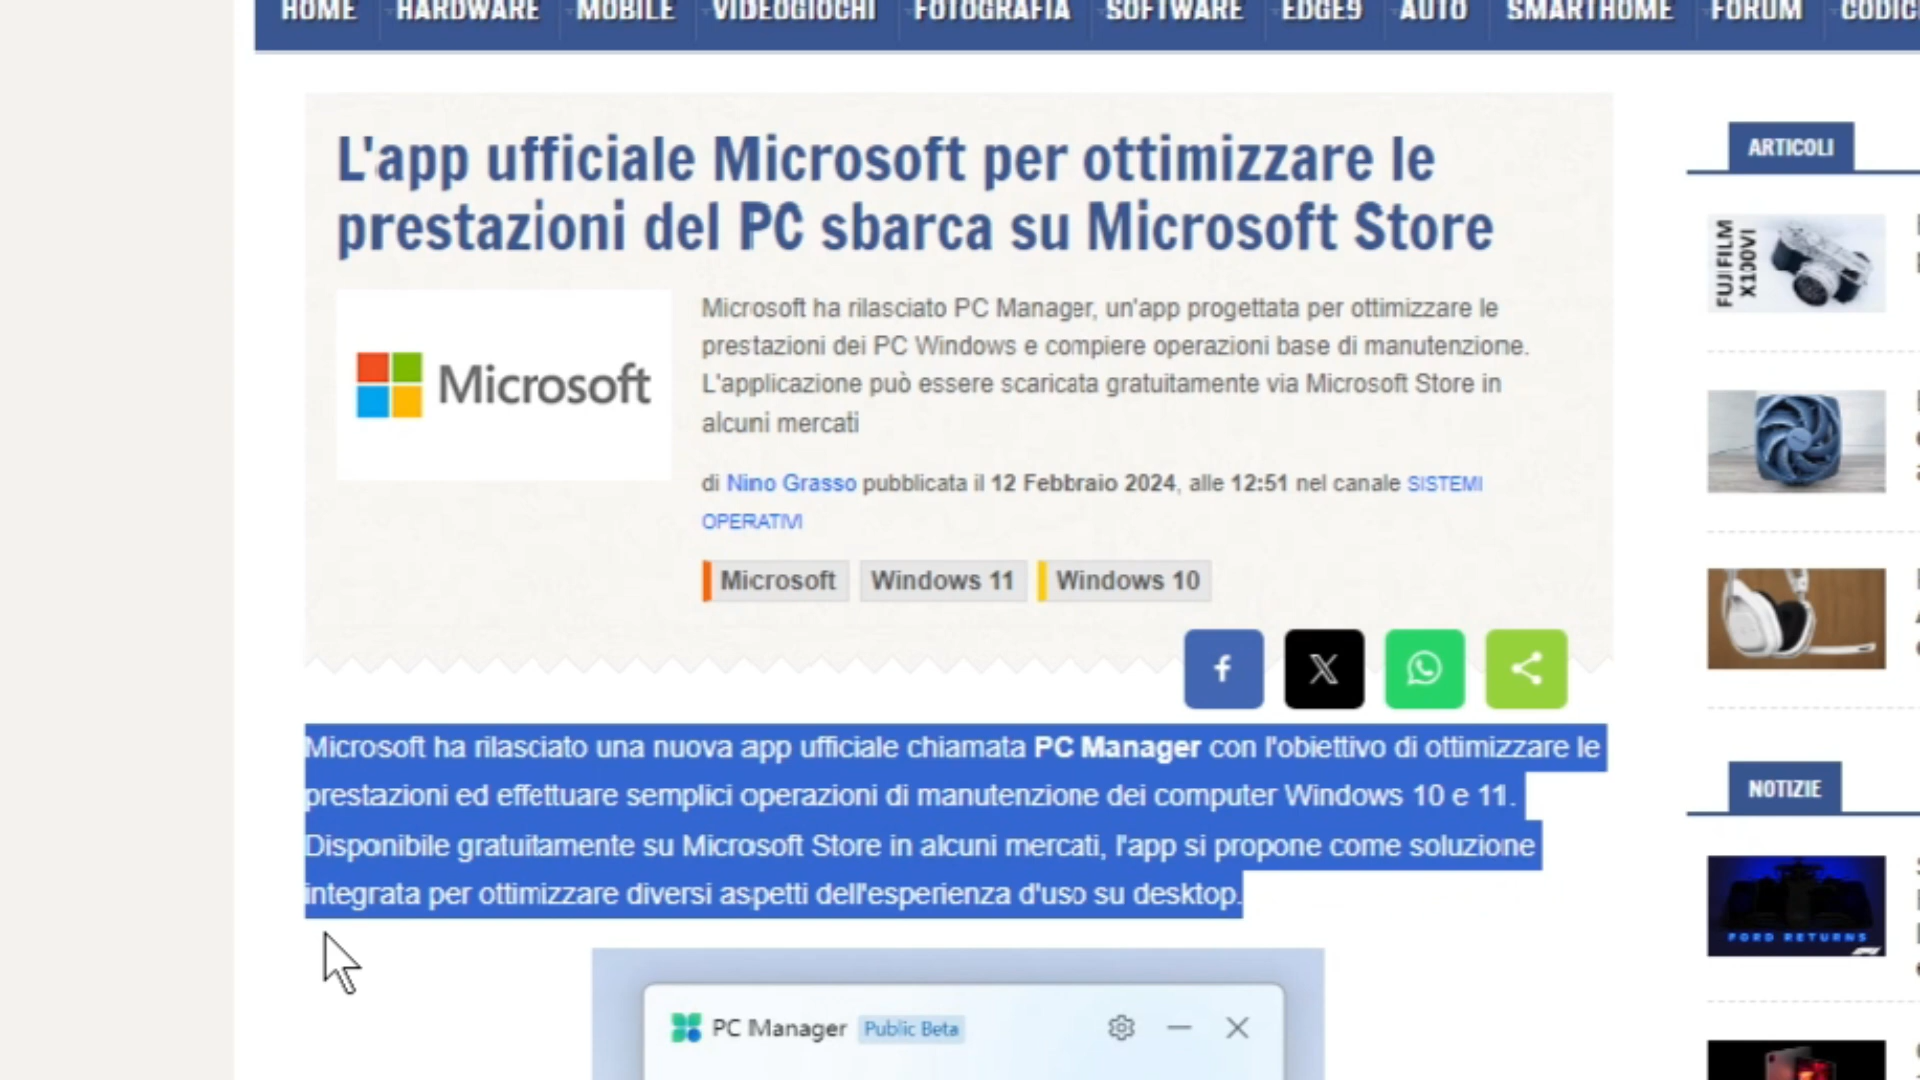 HOME HARDWARE MOBILE VIDEOGIOCHI FOTOGRAFIA SOFTWARE EDGE9 AUTO SMARTHOME FORUM
L'app ufficiale Microsoft per ottimizzare le
prestazioni del PC sbarca su Microsoft Store
Microsoft
Microsoft ha rilasciato PC Manager, un'app progettata per ottimizzare le
prestazioni dei PC Windows e compiere operazioni base di manutenzione.
L'applicazione può essere scaricata gratuitamente via Microsoft Store in
alcuni mercati
di Nino Grasso pubblicata il 12 Febbraio 2024, alle 12:51 nel canale SISTEMI
OPERATIVI
Microsoft Windows 11 Windows 10
Microsoft ha rilasciato una nuova app ufficiale chiamata PC Manager con l'obiettivo di ottimizzare le
prestazioni ed effettuare semplici operazioni di manutenzione dei computer Windows 10 e 11.
Disponibile gratuitamente su Microsoft Store in alcuni mercati, l'app si propone come soluzione
integrata per ottimizzare diversi aspetti dell'esperienza d'uso su desktop.
PC Manager Public Beta
ARTICOLI
FUJIFILM
X100VI
NOTIZIE
FORD RETURNS